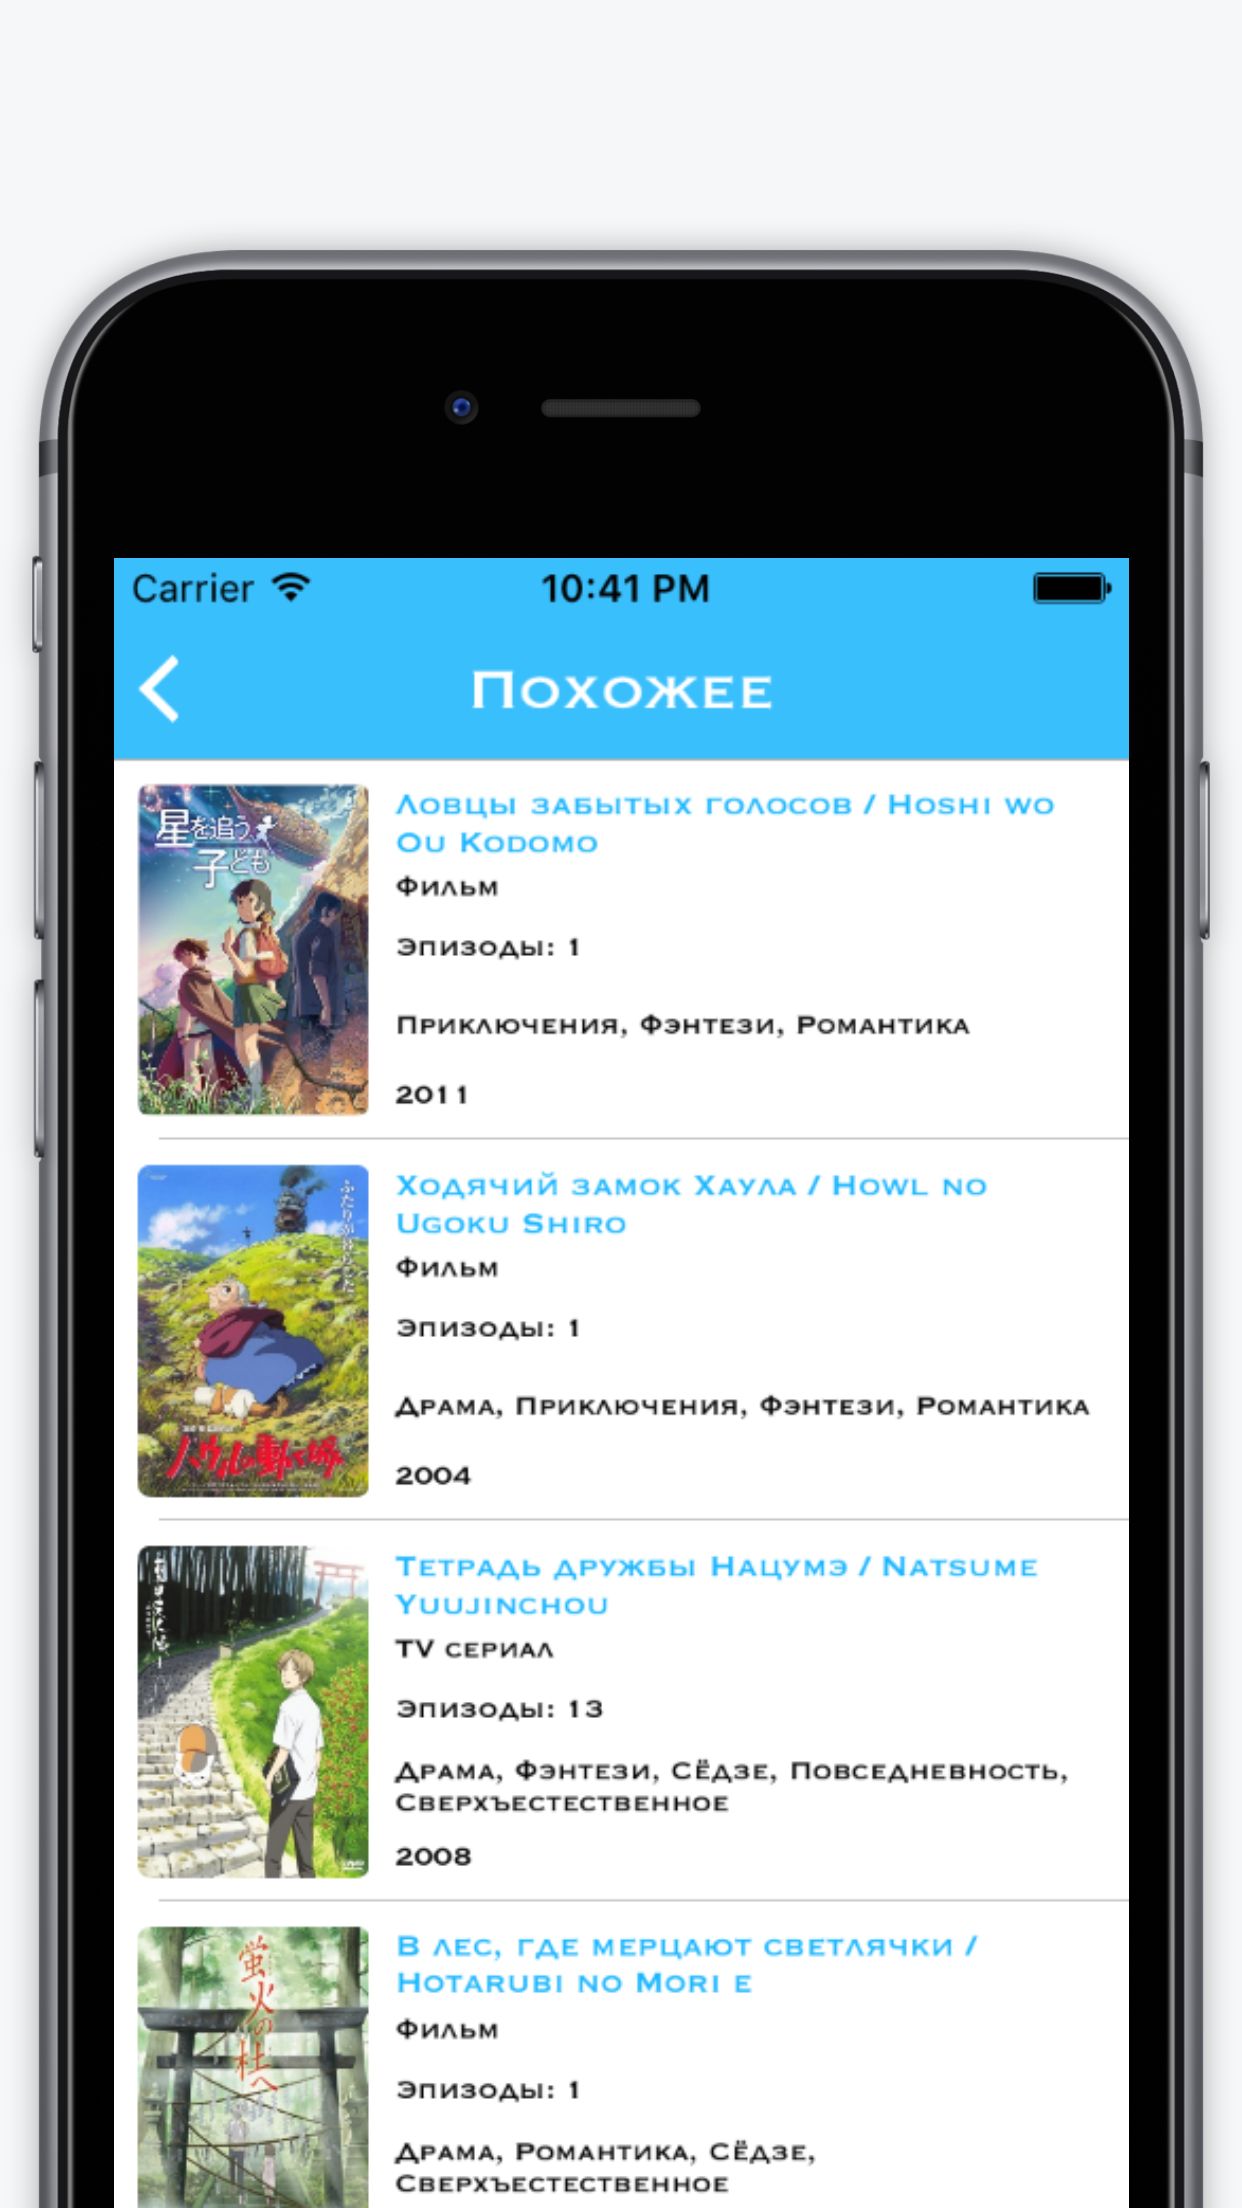 Carrier 10:41 PM
Похожее
星を追う
子ども
Ловцы забытых голосов / Hoshi wo
Ou Kodomo
Фильм
Эпизоды: 1
Приключения, Фэнтези, Романтика
2011
Ходячий замок Хаула / Howl no
Ugoku Shiro
Фильм
Эпизоды: 1
Драма, Приключения, Фэнтези, Романтика
2004
ハウルの動く城
Тетрадь дружбы Нацумэ / Natsume
Yuujinchou
TV сериал
Эпизоды: 13
Драма, Фэнтези, Сёдзе, Повседневность,
Сверхъестественное
2008
蛍火の杜へ
В лес, где мерцают светлячки /
Hotarubi no Mori e
Фильм
Эпизоды: 1
Драма, Романтика, Сёдзе,
Сверхъестественное